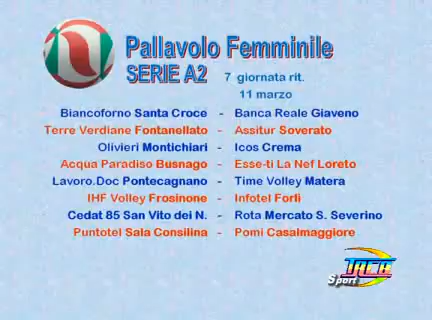 Pallavolo Femminile
SERIE A2 7 giornata rit.
11 marzo
Biancoforno Santa Croce - Banca Reale Giaveno
Terre Verdiane Fontanellato - Assitur Soverato
Olivieri Montichiari - Icos Crema
Acqua Paradiso Busnago - Esse-ti La Nef Loreto
Lavoro.Doc Pontecagnano - Time Volley Matera
IHF Volley Frosinone - Infotel Forlì
Cedat 85 San Vito dei N. - Rota Mercato S. Severino
Puntotel Sala Consilina - Pomi Casalmaggiore
Sport